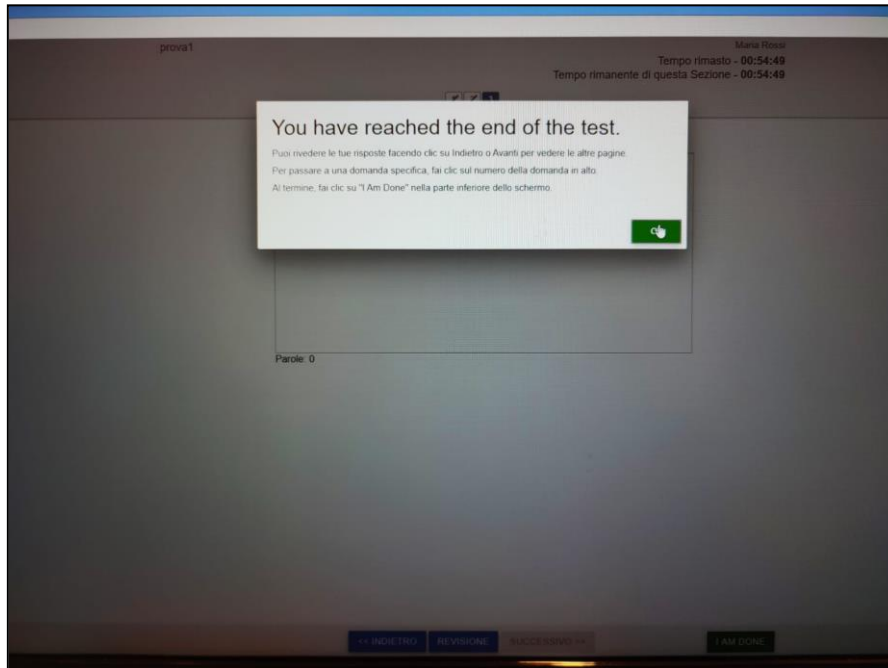 prova1
Maria Rossi
Tempo rimasto - 00:54:49
Tempo rimanente di questa Sezione - 00:54:49
You have reached the end of the test.
Puoi rivedere le tue risposte facendo clic su Indietro o Avanti per vedere le altre pagine.
Per passare a una domanda specifica, fai clic sul numero della domanda in alto.
Al termine, fai clic su "I Am Done" nella parte inferiore dello schermo.
Parole: 0
<< INDIETRO
REVISIONE
SUCCESSIVO >>
I AM DONE